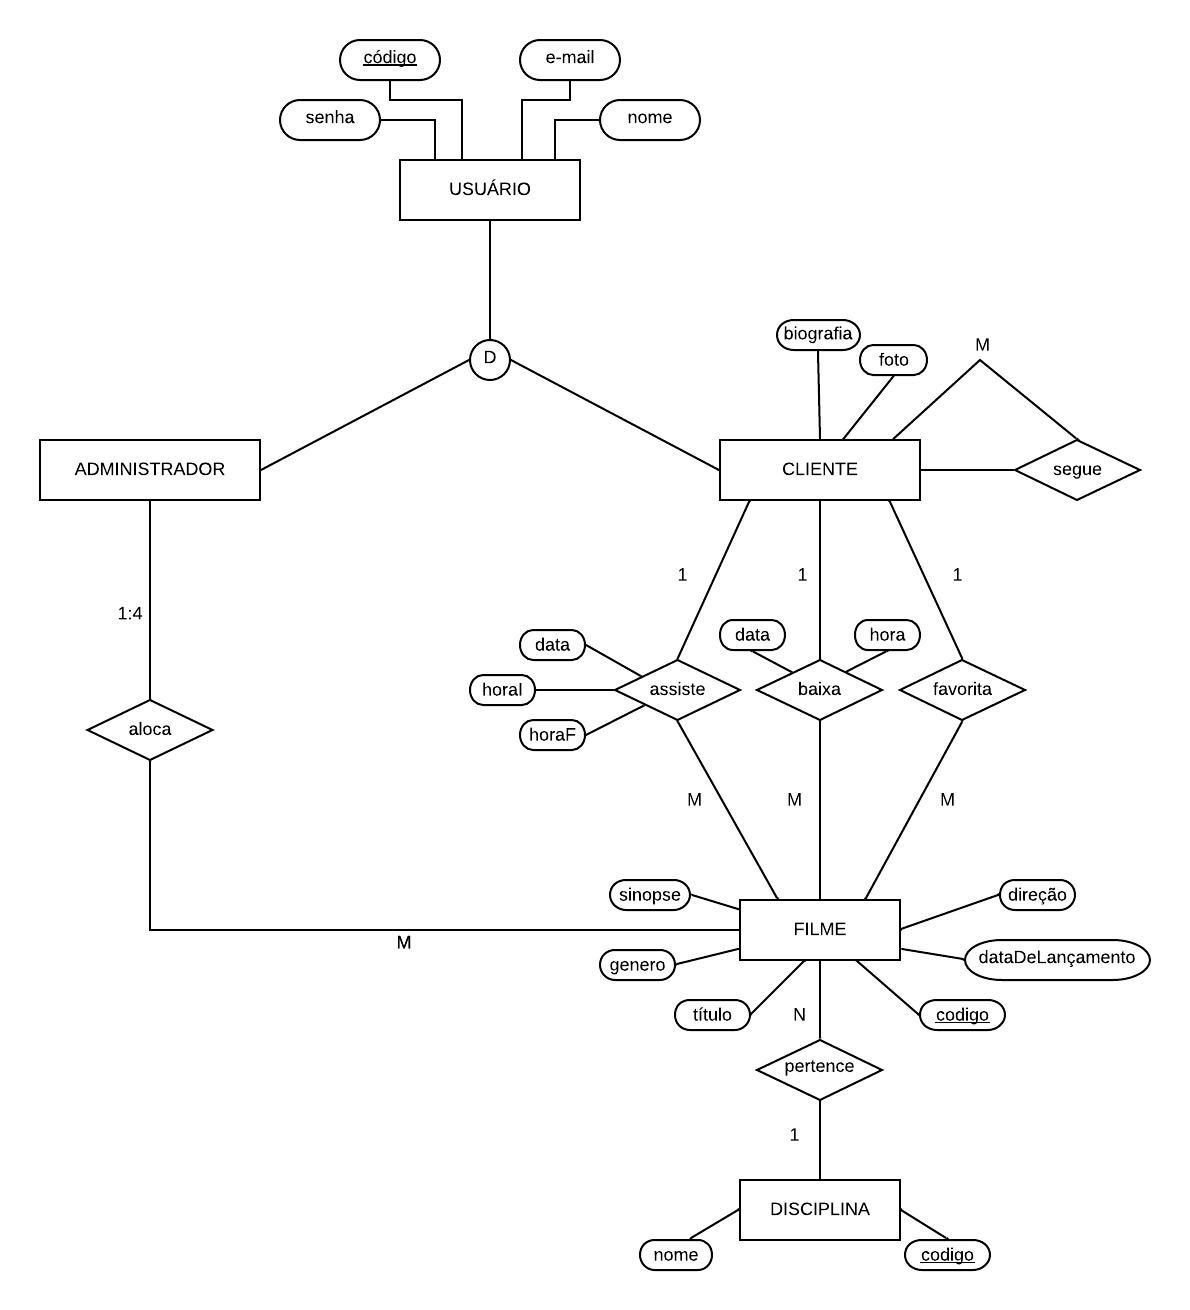 código
e-mail
senha
nome
USUÁRIO
D
biografia
foto
M
ADMINISTRADOR
CLIENTE
segue
1:4
1
1
1
data
horaI
horaF
data
hora
aloca
assiste
baixa
favorita
M
M
M
sinopse
direção
M
FILME
genero
dataDeLançamento
título
N
codigo
pertence
1
DISCIPLINA
nome
codigo